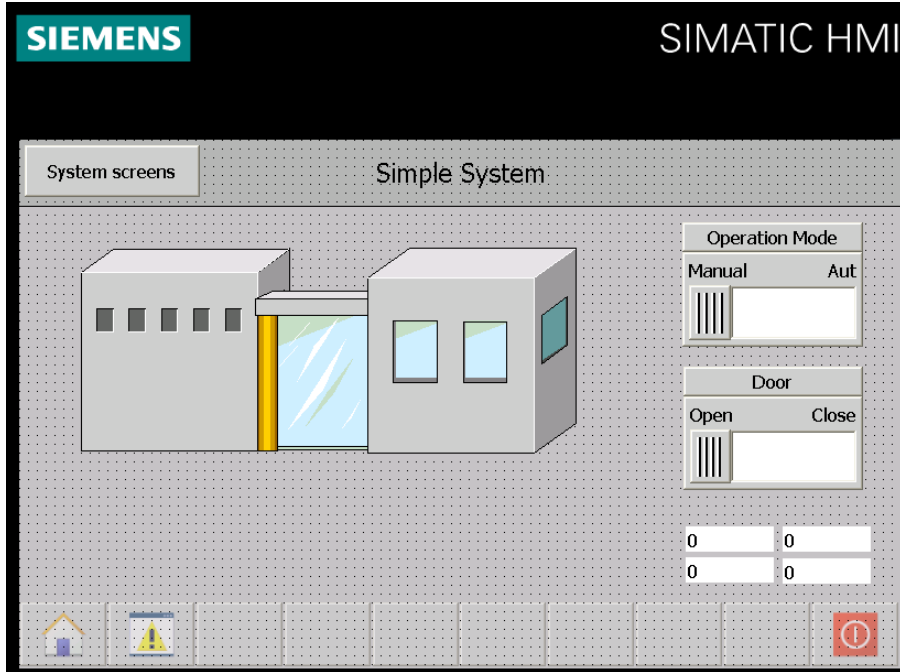 SIEMENS
SIMATIC HMI
System screens
Simple System
Operation Mode
Manual Aut
Door
Open Close
0 0
0 0